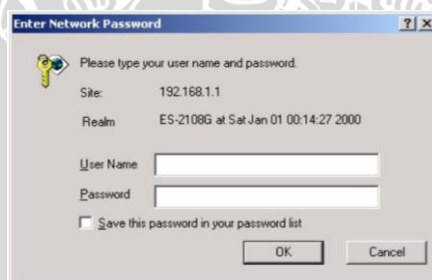 Enter Network Password
Please type your user name and password.
Site: 192.168.1.1
Realm ES-2108G at Sat Jan 01 00:14:27 2000
User Name
Password
Save this password in your password list
OK Cancel